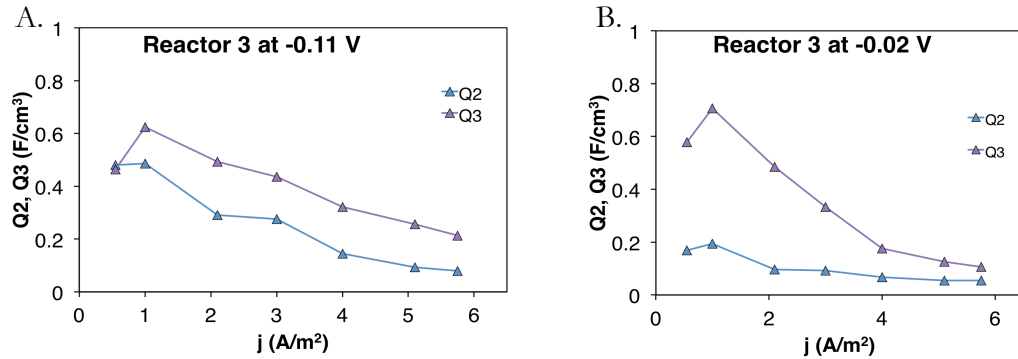 A.
Reactor 3 at -0.11 V
Q2, Q3 (F/cm³)
1
0.8
0.6
0.4
0.2
0
0 1 2 3 4 5 6
j (A/m²)
Q2
Q3
B.
Reactor 3 at -0.02 V
Q2, Q3 (F/cm³)
1
0.8
0.6
0.4
0.2
0
0 2 4 6
j (A/m²)
Q2
Q3